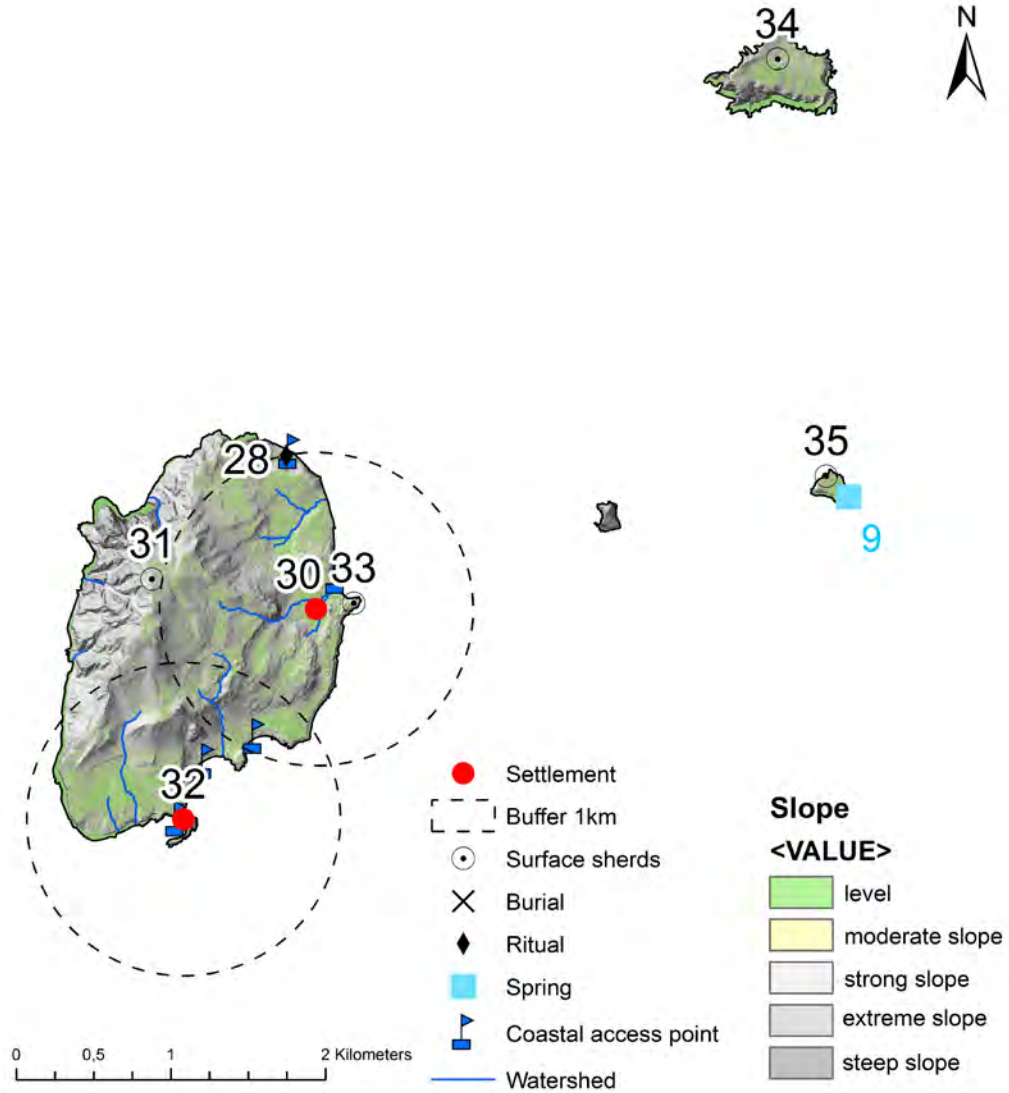 34
N
35
28
9
31
30
33
32
Settlement
Buffer 1km
Surface sherds
Burial
Ritual
Spring
Coastal access point
Watershed
Slope
<VALUE>
level
moderate slope
strong slope
extreme slope
steep slope
0 0,5 1 2 Kilometers